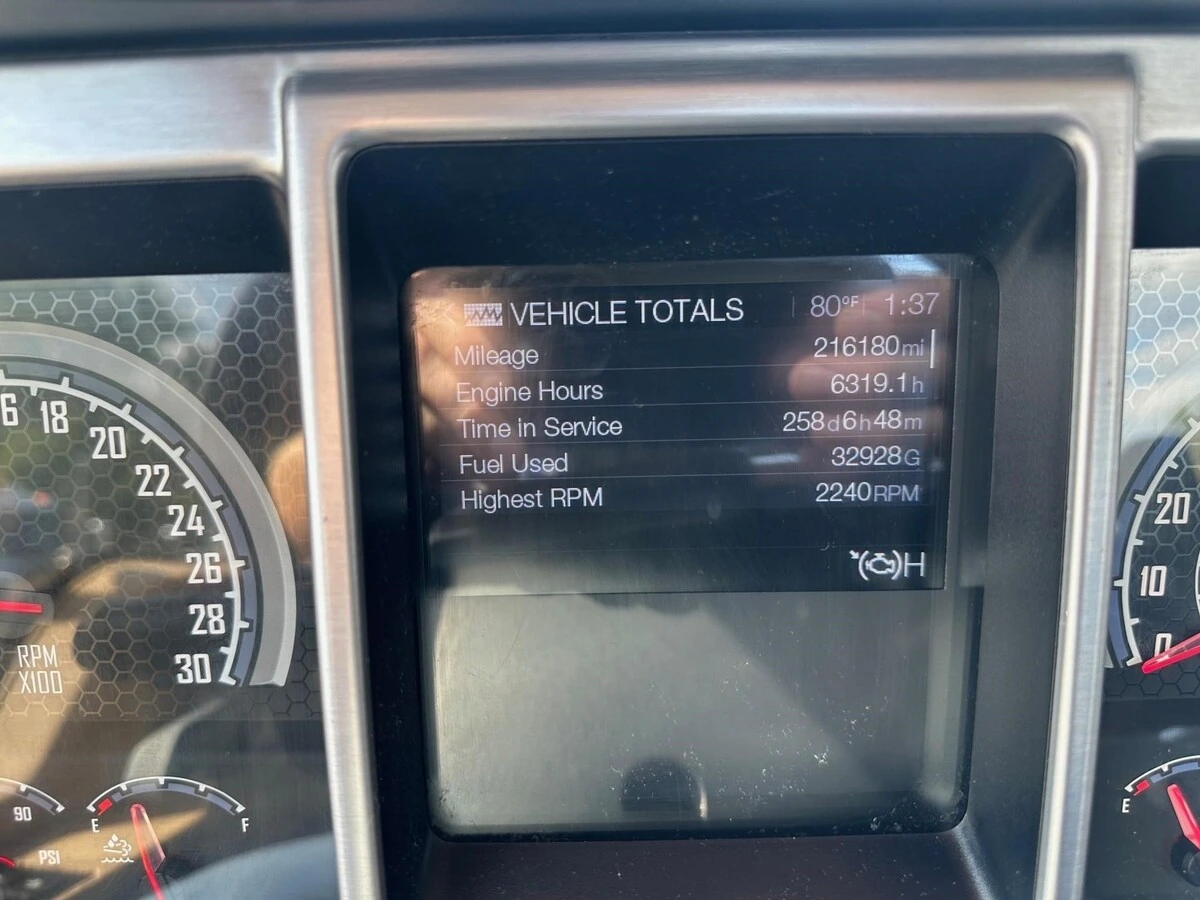 VEHICLE TOTALS 80°F 1:37
Mileage 216180mi
Engine Hours 6319.1h
Time in Service 258d6h48m
Fuel Used 32928G
Highest RPM 2240RPM
H
6 18 20 22 24 26 28 30
RPM
X100
90
PSI
E F
20
10
0
E